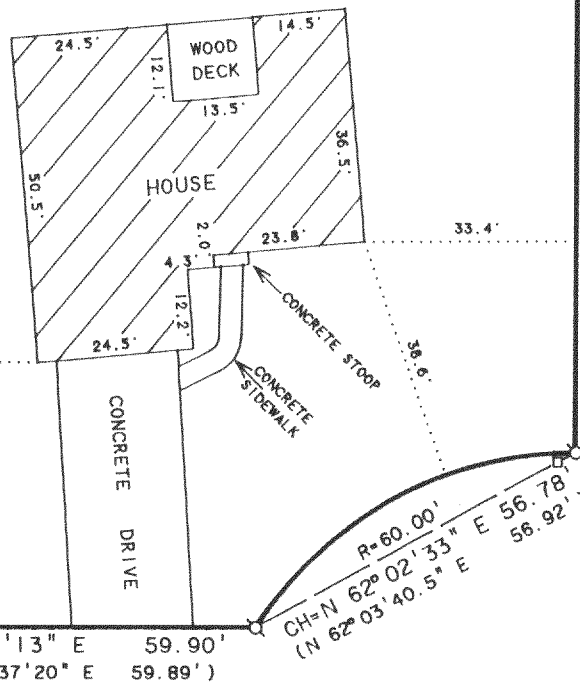 24.5'
14.5'
WOOD
DECK
12.1'
13.5'
36.5'
50.5'
HOUSE
2.0'
23.8'
33.4'
4.3'
12.2'
24.5'
38.6'
CONCRETE STOOP
CONCRETE
SIDEWALK
CONCRETE DRIVE
R=60.00'
CH=N 62° 02'33" E 56.78'
(N 62° 03'40.5" E 56.92'
'13" E 59.90'
37'20" E 59.89')